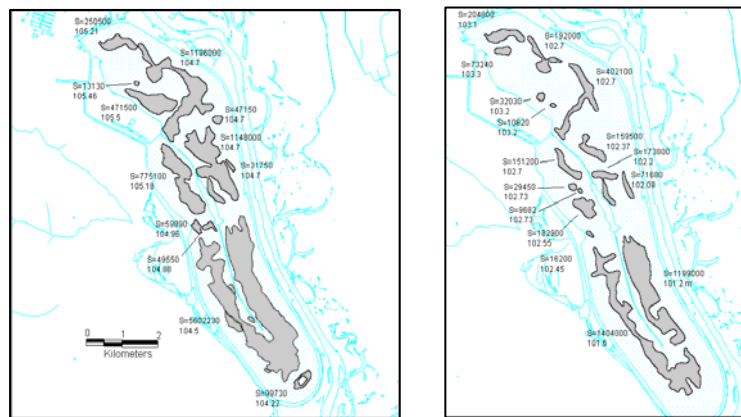 S=250500
105.21
S=1196000
104.7
S=13130
105.46
S=471500
105.5
S=47150
104.7
S=1148000
104.7
S=31750
104.7
S=775100
105.18
S=59890
104.96
S=49550
104.88
S=5602230
104.5
S=99730
104.27
0 1 2
Kilometers
S=204800
103.1
S=192000
102.7
S=73240
103.3
S=402100
102.7
S=32030
103.2
S=10820
103.2
S=159500
102.37
S=173800
102.2
S=151200
102.7
S=71680
102.09
S=29450
102.73
S=9682
102.73
S=182900
102.55
S=16200
102.45
S=1199000
101.2 m
S=1404000
101.6